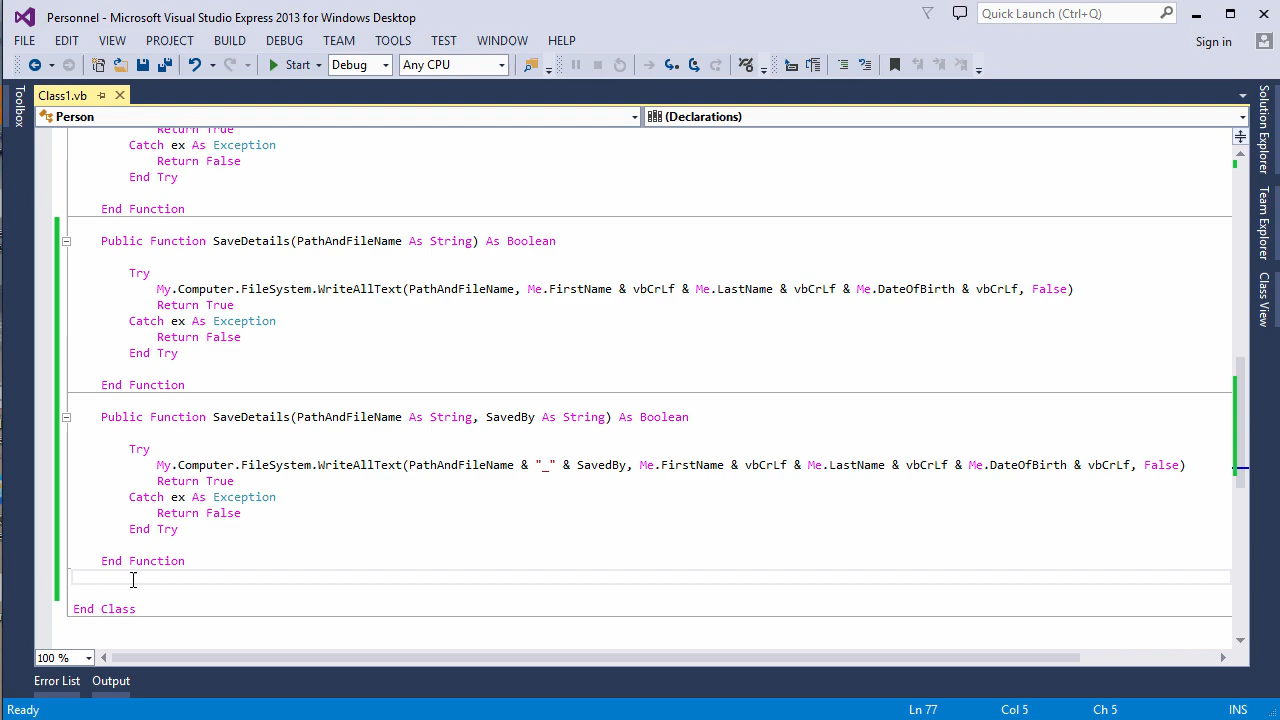 Personnel - Microsoft Visual Studio Express 2013 for Windows Desktop
Quick Launch (Ctrl+Q)
FILE EDIT VIEW PROJECT BUILD DEBUG TEAM TOOLS TEST WINDOW HELP
Sign in
Start Debug Any CPU
Toolbox
Class1.vb
Person
(Declarations)
Return True
Catch ex As Exception
Return False
End Try
End Function
Public Function SaveDetails(PathAndFileName As String) As Boolean
Try
My.Computer.FileSystem.WriteAllText(PathAndFileName, Me.FirstName & vbCrLf & Me.LastName & vbCrLf & Me.DateOfBirth & vbCrLf, False)
Return True
Catch ex As Exception
Return False
End Try
End Function
Public Function SaveDetails(PathAndFileName As String, SavedBy As String) As Boolean
Try
My.Computer.FileSystem.WriteAllText(PathAndFileName & "_" & SavedBy, Me.FirstName & vbCrLf & Me.LastName & vbCrLf & Me.DateOfBirth & vbCrLf, False)
Return True
Catch ex As Exception
Return False
End Try
End Function
End Class
Solution Explorer
Team Explorer
Class View
100 %
Error List Output
Ready Ln 77 Col 5 Ch 5 INS